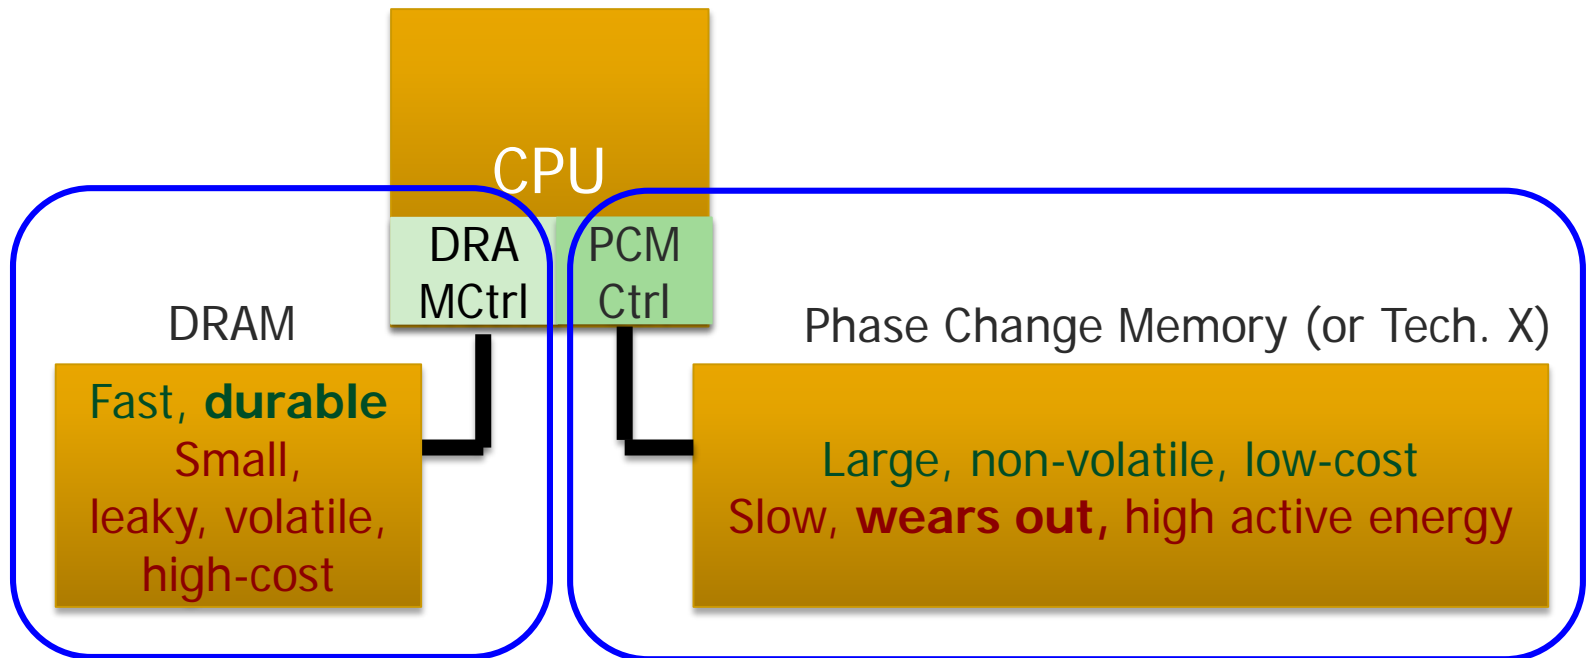 CPU
DRA
MCtrl
PCM
Ctrl
DRAM
Fast, durable
Small,
leaky, volatile,
high-cost
Phase Change Memory (or Tech. X)
Large, non-volatile, low-cost
Slow, wears out, high active energy